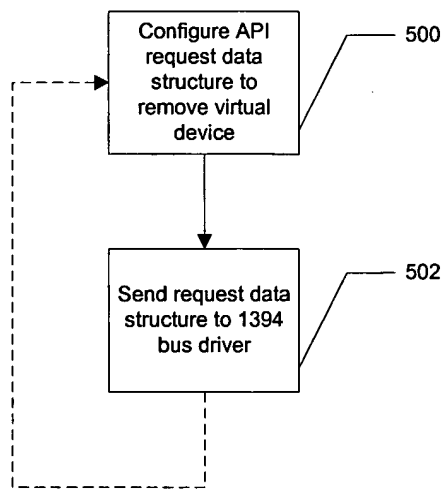 Configure API
request data
structure to
remove virtual
device
500
Send request data
structure to 1394
bus driver
502